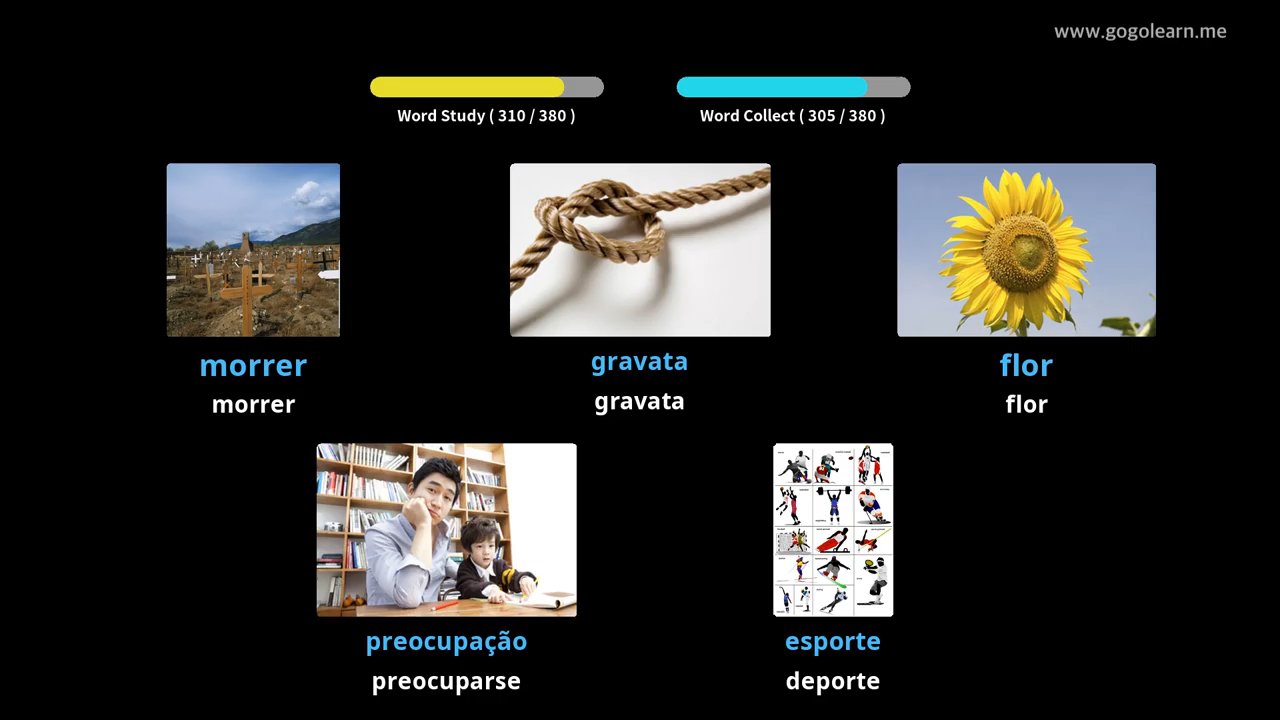 www.gogolearn.me
Word Study ( 310 / 380 )
Word Collect ( 305 / 380 )
morrer
morrer
gravata
gravata
flor
flor
preocupação
preocuparse
esporte
deporte